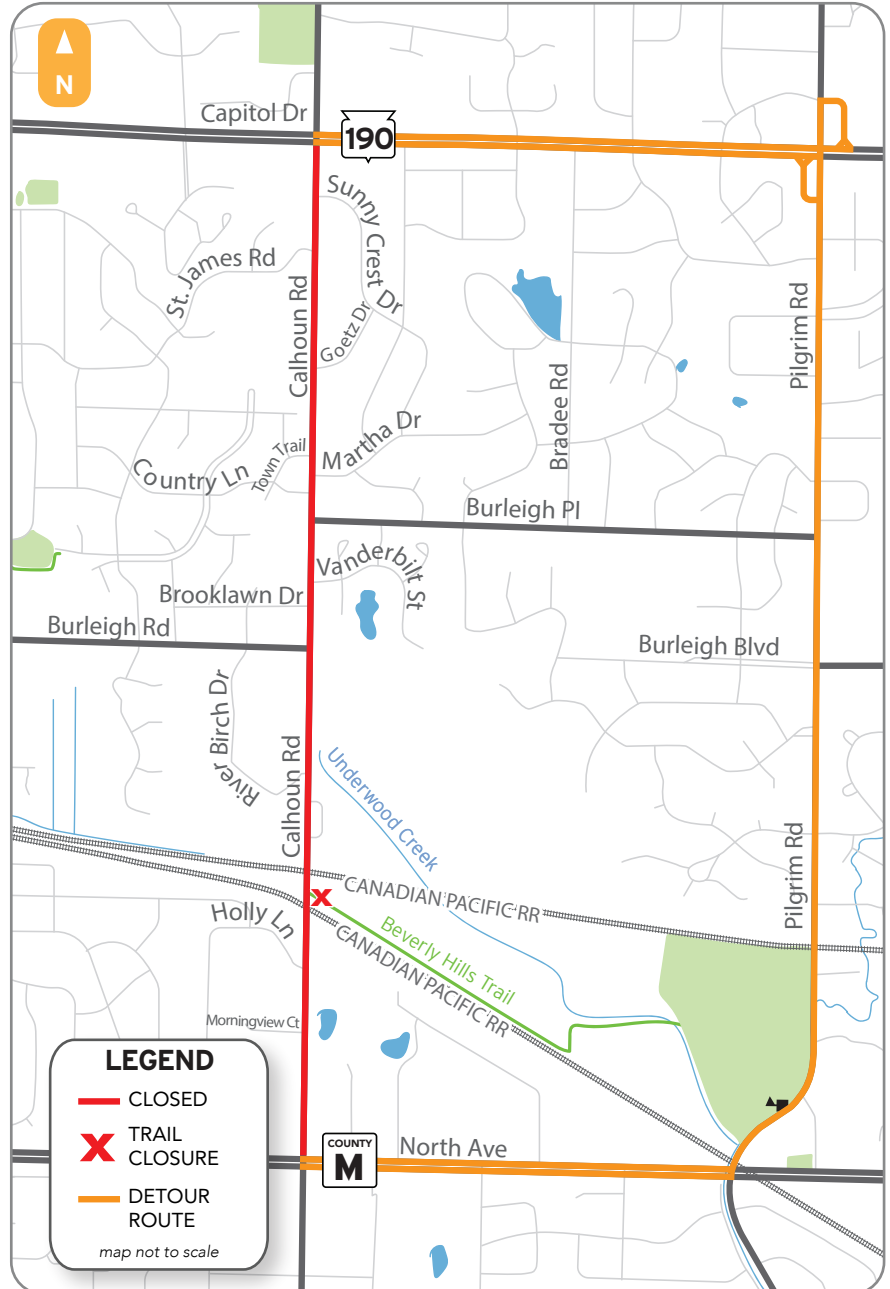 N
Capitol Dr
190
Sunny Crest Dr
St. James Rd
Calhoun Rd
Goetz Dr
Pilgrim Rd
Bradee Rd
Martha Dr
Town Trail
Country Ln
Burleigh Pl
Vanderbilt St
Brooklawn Dr
Burleigh Rd
Burleigh Blvd
River Birch Dr
Calhoun Rd
Underwood Creek
Pilgrim Rd
CANADIAN PACIFIC RR
Holly Ln
Beverly Hills Trail
CANADIAN PACIFIC RR
Morningview Ct
North Ave
COUNTY
M
LEGEND
CLOSED
X TRAIL
CLOSURE
DETOUR
ROUTE
map not to scale
X